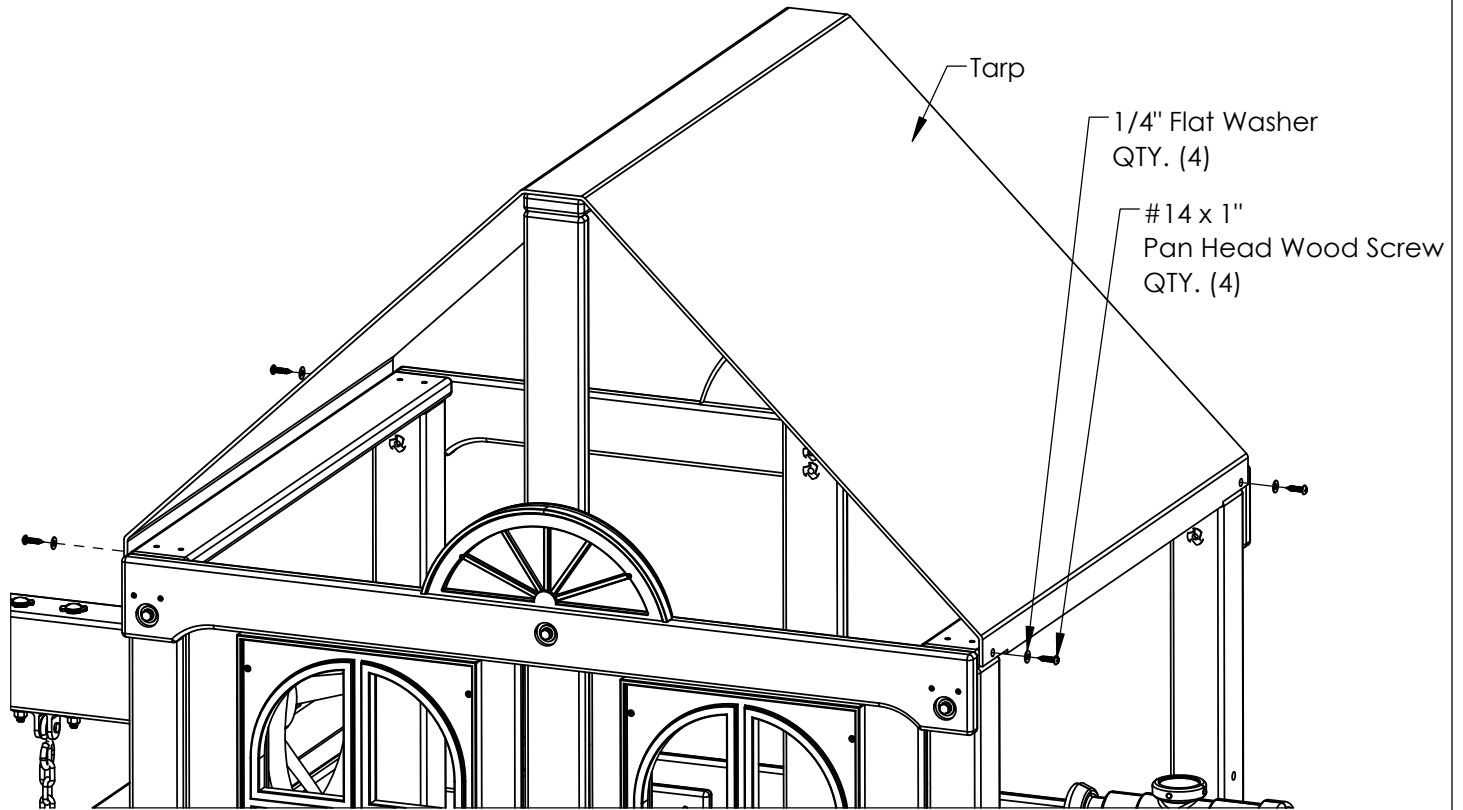 Tarp
1/4" Flat Washer
QTY. (4)
#14 x 1"
Pan Head Wood Screw
QTY. (4)